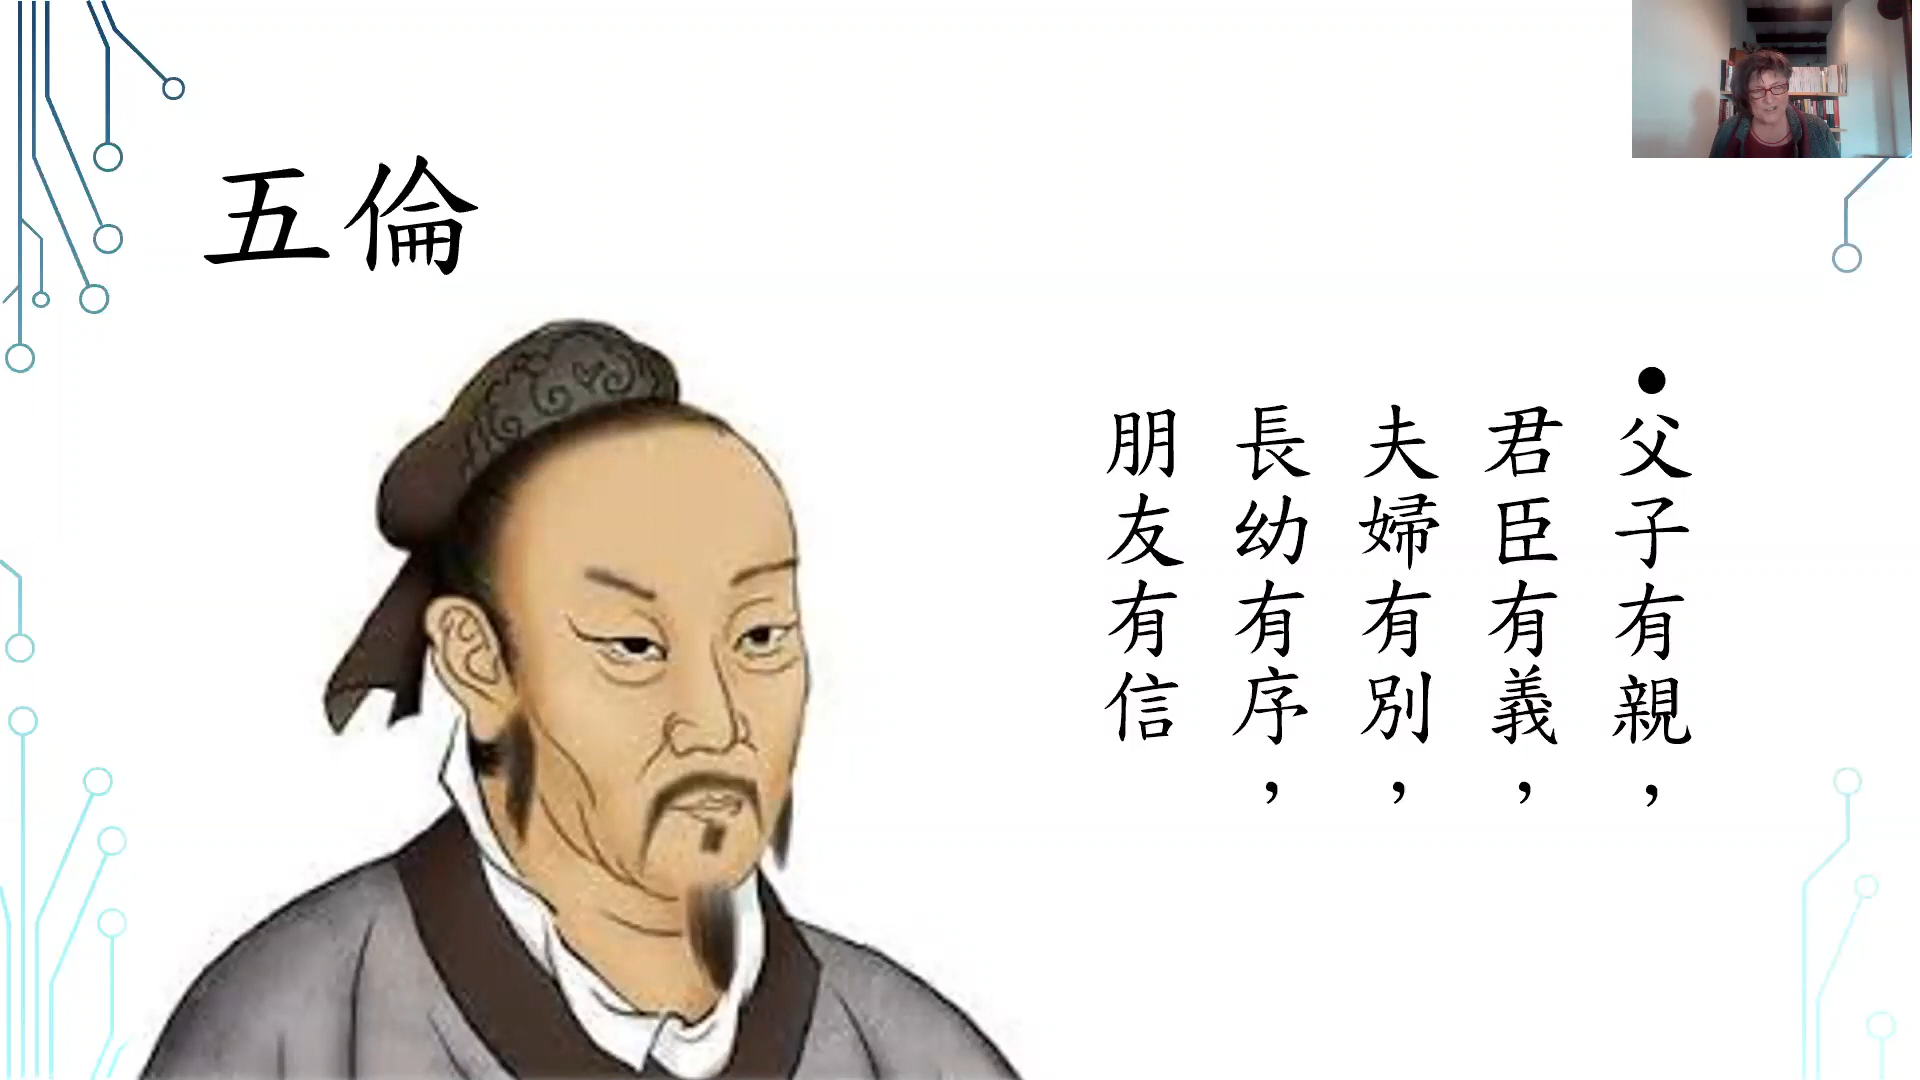 五倫
父子有親，
君臣有義，
夫婦有別，
長幼有序，
朋友有信